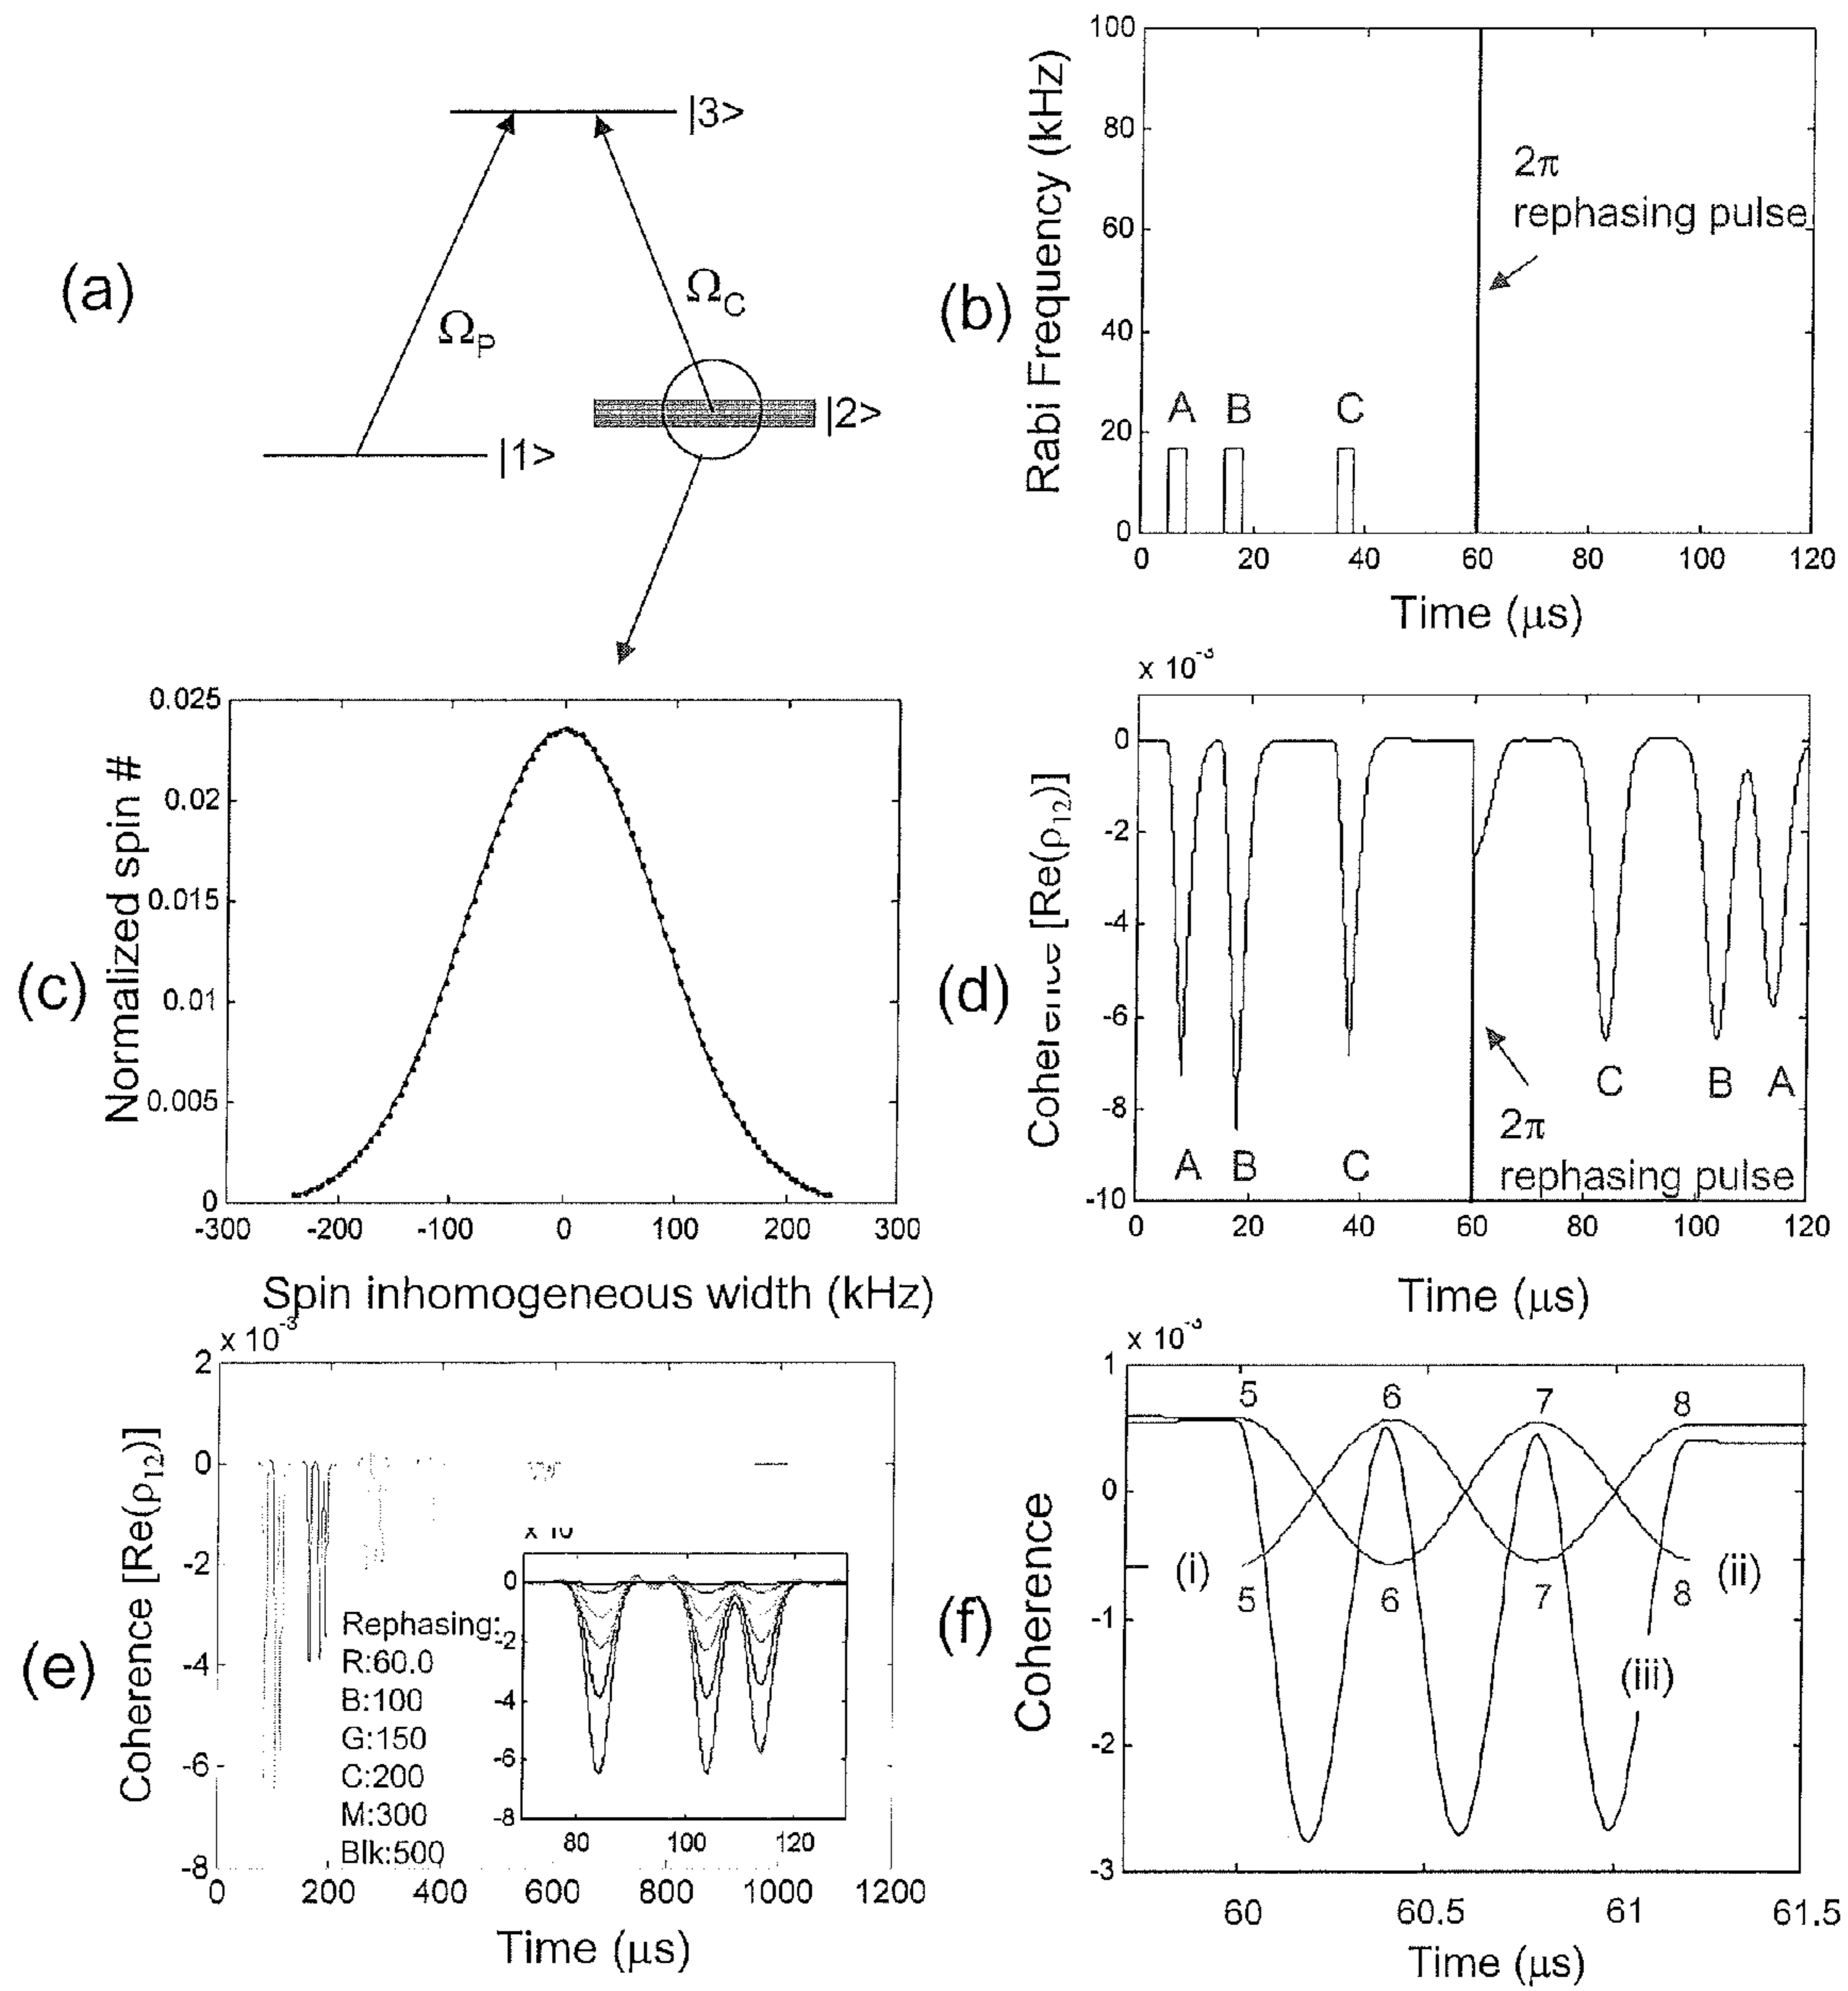 (a)
|3>
Ω_P
Ω_C
|2>
|1>
(b)
Rabi Frequency (kHz)
100
80
60
40
20
0
A B C
2π
rephasing pulse
0 20 40 60 80 100 120
Time (μs)
(c)
Normalized spin #
0.025
0.02
0.015
0.01
0.005
0
-300 -200 -100 0 100 200 300
Spin inhomogeneous width (kHz)
(d)
x 10
Coherence [Re(ρ12)]
0
-2
-4
-6
-8
-10
A B C
C B A
2π
rephasing pulse
0 20 40 60 80 100 120
Time (μs)
(e)
x 10^-3
Coherence [Re(ρ12)]
2
0
-2
-4
-6
-8
Rephasing:
R:60.0
B:100
G:150
C:200
M:300
Blk:500
0
-2
-4
-6
-8
80 100 120
0 200 400 600 800 1000 1200
Time (μs)
(f)
x 10
Coherence
1
0
-1
-2
-3
5 6 7 8
(i) (ii)
5 6 7 8
(iii)
60 60.5 61 61.5
Time (μs)